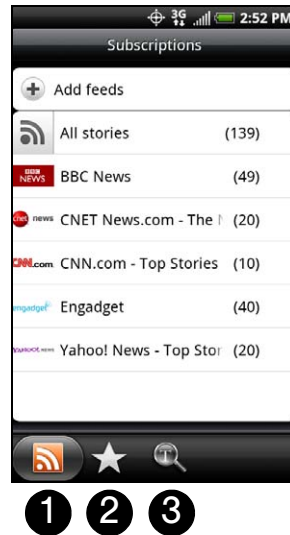 3G 2:52 PM
Subscriptions
Add feeds
All stories (139)
BBC NEWS BBC News (49)
cnet news CNET News.com - The N (20)
CNN.com CNN.com - Top Stories (10)
engadget Engadget (40)
YAHOO! NEWS Yahoo! News - Top Stor (20)
T
1 2 3